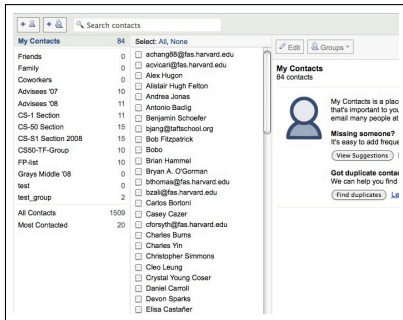 Search contacts
My Contacts 84
Friends 0
Family 0
Coworkers 0
Advisees '07 10
Advisees '08 11
CS-1 Section 11
CS-50 Section 15
CS-S1 Section 2008 15
CS50-TF-Group 10
FP-list 10
Grays Middle '08 0
test 0
test_group 2
All Contacts 1509
Most Contacted 20
Select: All, None
achang88@fas.harvard.edu
acvicari@fas.harvard.edu
Alex Hugon
Alistair Hugh Felton
Andrea Jonas
Antonio Badig
Benjamin Schoefer
bjang@taftschool.org
Bob Fitzpatrick
Bobo
Brian Hammel
Bryan A. O'Gorman
bthomas@fas.harvard.edu
bzali@fas.harvard.edu
Carlos Bortoni
Casey Cazer
cforsyth@fas.harvard.edu
Charles Burns
Charles Yin
Christopher Simmons
Cleo Leung
Crystal Young Coser
Daniel Carroll
Devon Sparks
Elisa Castañer
Edit Groups
My Contacts
84 contacts
My Contacts is a plac
that's important to you
email many people at
Missing someone?
It's easy to add freque
View Suggestions
Got duplicate contac
We can help you find
Find duplicates Le